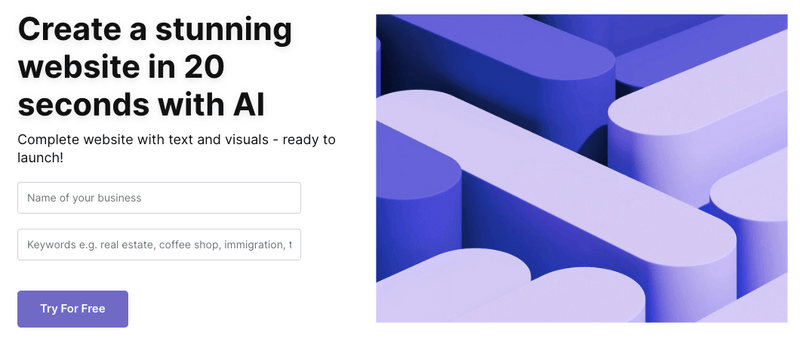 Create a stunning
website in 20
seconds with AI
Complete website with text and visuals - ready to
launch!
Name of your business
Keywords e.g. real estate, coffee shop, immigration, t
Try For Free